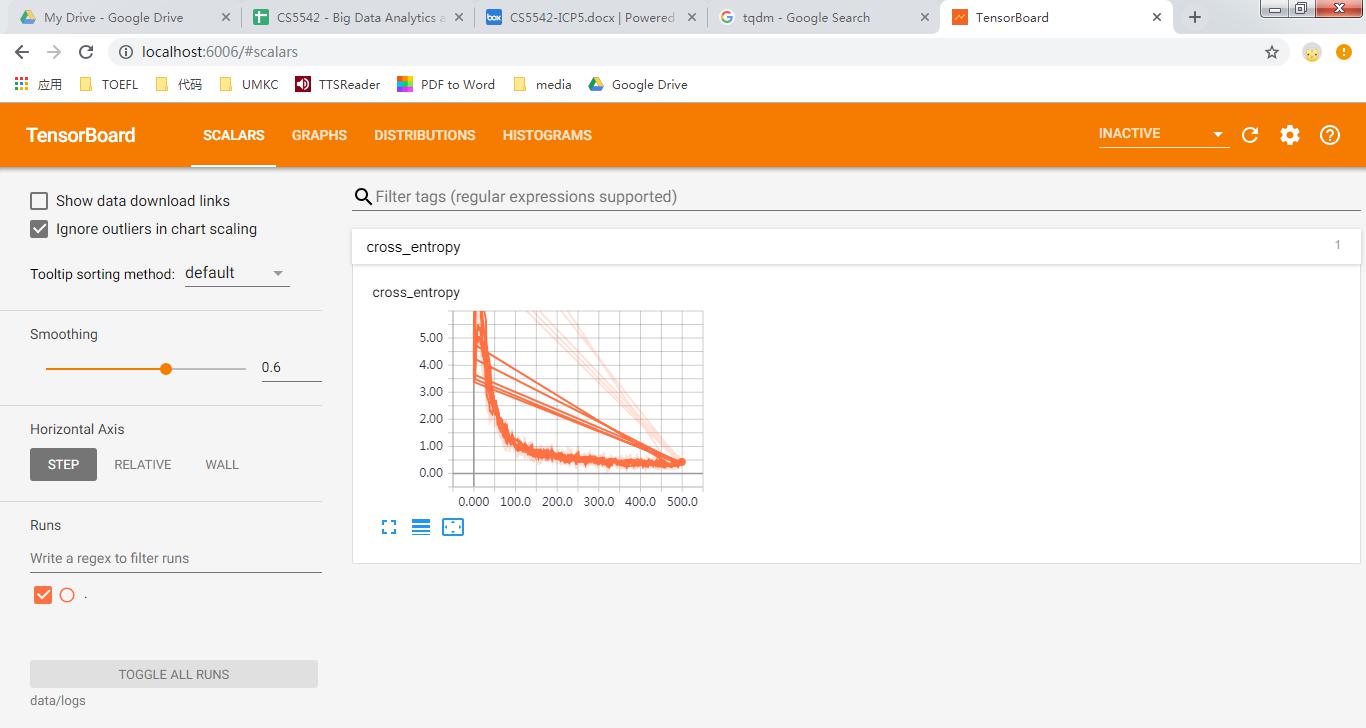 My Drive - Google Drive
CS5542 - Big Data Analytics a
CS5542-ICP5.docx | Powered
tqdm - Google Search
TensorBoard
localhost:6006/#scalars
应用 TOEFL 代码 UMKC TTSReader PDF to Word media Google Drive
TensorBoard SCALARS GRAPHS DISTRIBUTIONS HISTOGRAMS INACTIVE
Show data download links
Ignore outliers in chart scaling
Tooltip sorting method: default
Smoothing
0.6
Horizontal Axis
STEP RELATIVE WALL
Runs
Write a regex to filter runs
.
TOGGLE ALL RUNS
data/logs
Filter tags (regular expressions supported)
cross_entropy 1
cross_entropy
5.00
4.00
3.00
2.00
1.00
0.00
0.000 100.0 200.0 300.0 400.0 500.0